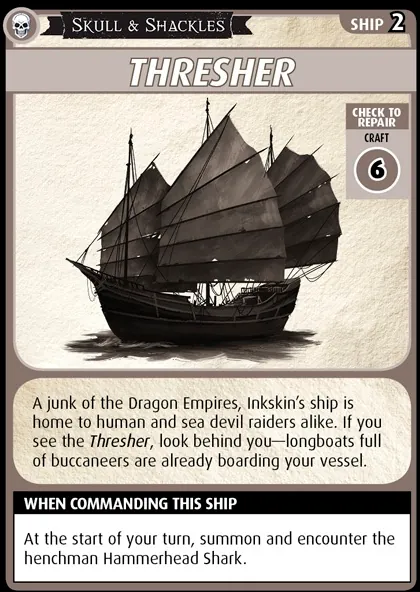 SKULL & SHACKLES
SHIP 2
THRESHER
CHECK TO
REPAIR
CRAFT
6
A junk of the Dragon Empires, Inkskin’s ship is
home to human and sea devil raiders alike. If you
see the Thresher, look behind you—longboats full
of buccaneers are already boarding your vessel.
WHEN COMMANDING THIS SHIP
At the start of your turn, summon and encounter the
henchman Hammerhead Shark.